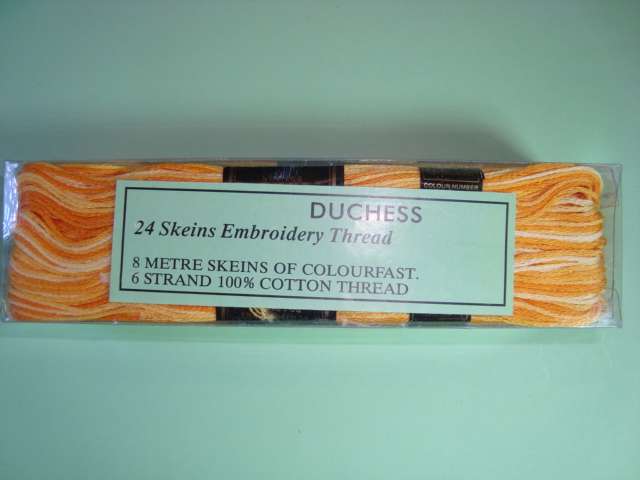 COLOUR NUMBER
DUCHESS
24 Skeins Embroidery Thread
8 METRE SKEINS OF COLOURFAST.
6 STRAND 100% COTTON THREAD